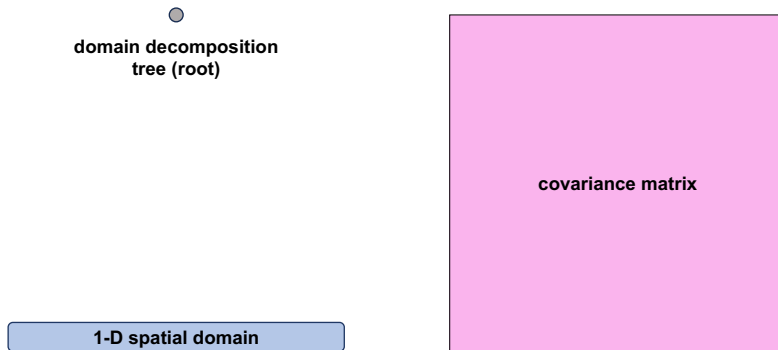 domain decomposition
tree (root)
covariance matrix
1-D spatial domain